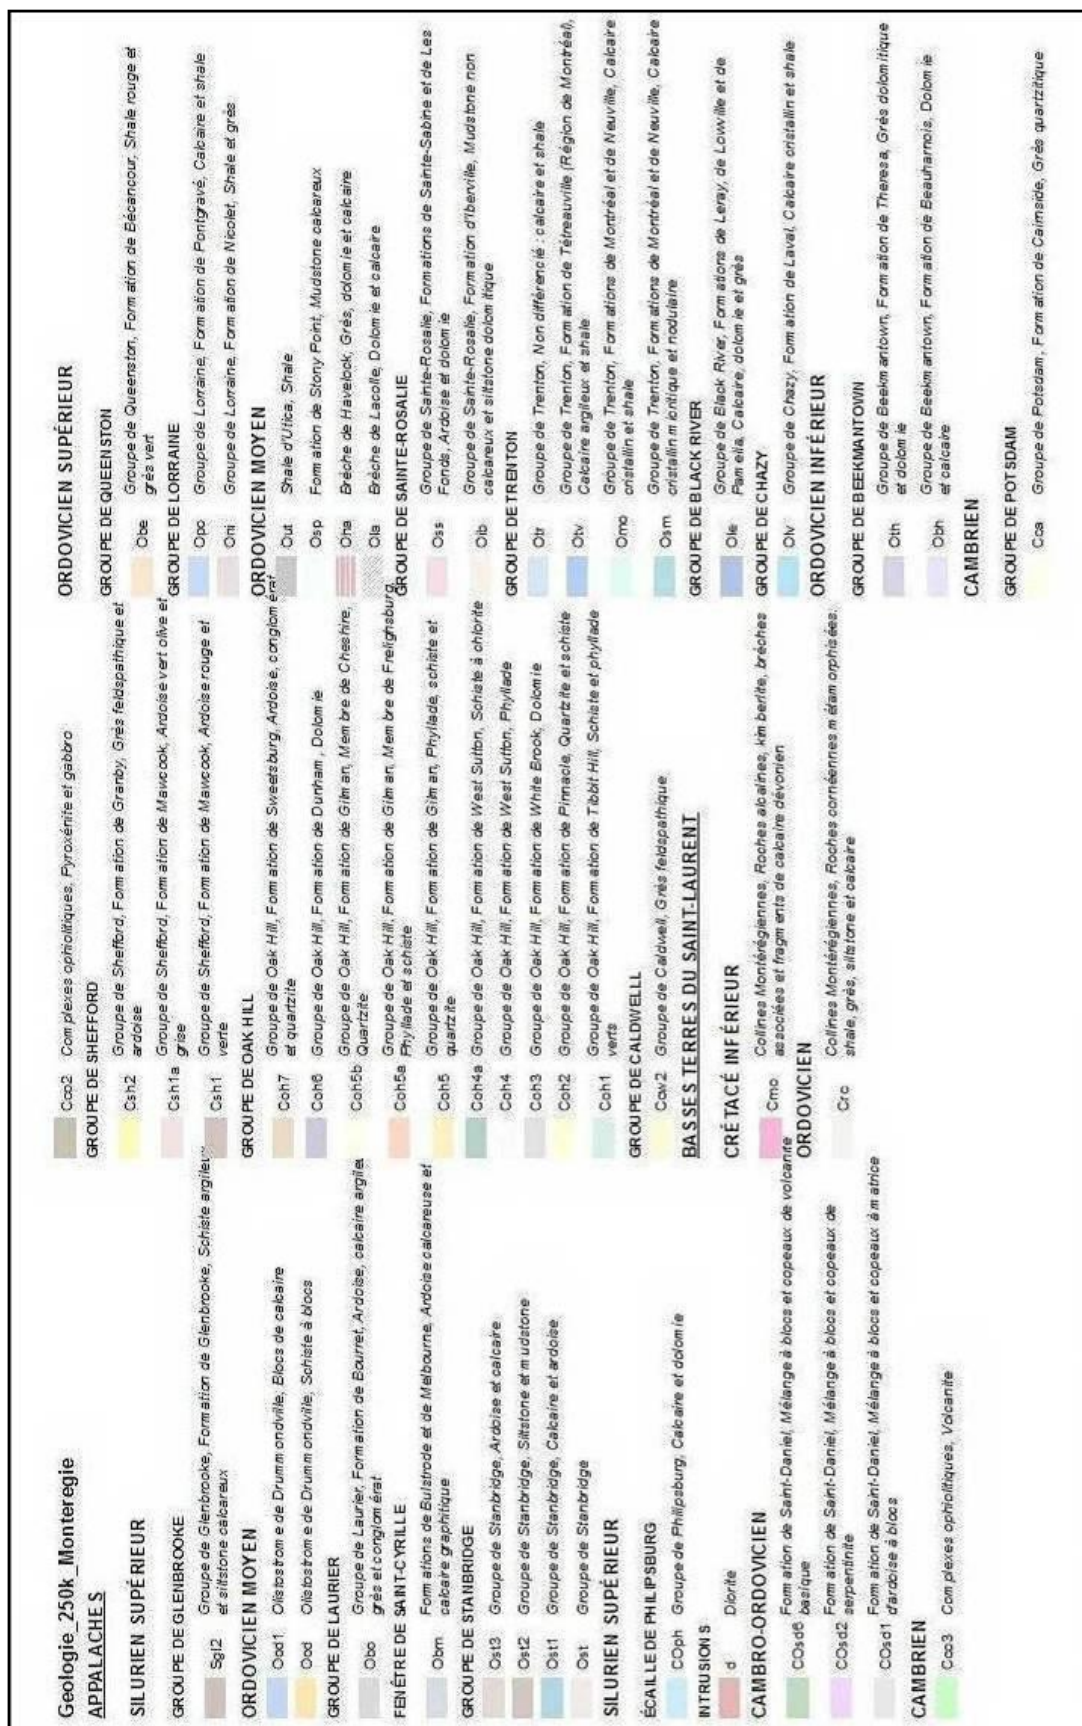 Geologie_250k_Monteregie
APPALACHES
SILURIEN SUPÉRIEUR
GROUPE DE GLENBROOKE
Sgl2 Groupe de Glenbrooke, Formation de Glenbrooke, Schiste argileux
et siltstone calcareux
ORDOVICIEN MOYEN
Ood1 Olistostrome de Drummondville, Blocs de calcaire
Ood Olistostrome de Drummondville, Schiste à blocs
GROUPE DE LAURIER
Obo Groupe de Laurier, Formation de Bourret, Ardoise, calcaire argileu
grès et conglomérat
FENÊTRE DE SAINT-CYRILLE
Obm Formations de Bulstrode et de Melbourne, Ardoise calcareuse et
calcaire graphitique
GROUPE DE STANBRIDGE
Ost3 Groupe de Stanbridge, Ardoise et calcaire
Ost2 Groupe de Stanbridge, Siltstone et mudstone
Ost1 Groupe de Stanbridge, Calcaire et ardoise
Ost Groupe de Stanbridge
SILURIEN SUPÉRIEUR
ÉCAILLE DE PHILIPSBURG
COph Groupe de Philipsburg, Calcaire et dolomie
INTRUSIONS
d Diorite
CAMBRO-ORDOVICIEN
COsd6 Formation de Saint-Daniel, Mélange à blocs et copeaux de volcanite
basique
COsd2 Formation de Saint-Daniel, Mélange à blocs et copeaux de
serpentinite
COsd1 Formation de Saint-Daniel, Mélange à blocs et copeaux à matrice
d'ardoise à blocs
CAMBRIEN
Cco3 Complexes ophiolitiques, Volcanite
Cco2 Complexes ophiolitiques, Pyroxénite et gabbro
GROUPE DE SHEFFORD
Csh2 Groupe de Shefford, Formation de Granby, Grès feldspathique et
ardoise
Csh1a Groupe de Shefford, Formation de Mawcook, Ardoise vert olive et
grise
Csh1 Groupe de Shefford, Formation de Mawcook, Ardoise rouge et
verte
GROUPE DE OAK HILL
Coh7 Groupe de Oak Hill, Formation de Sweetsburg, Ardoise, conglomérat
et quartzite
Coh6 Groupe de Oak Hill, Formation de Dunham , Dolomie
Coh5b Groupe de Oak Hill, Formation de Gilman, Membre de Cheshire,
Quartzite
Coh5a Groupe de Oak Hill, Formation de Gilman, Membre de Frelighsburg,
Phyllade et schiste
Coh5 Groupe de Oak Hill, Formation de Gilman, Phyllade, schiste et
quartzite
Coh4a Groupe de Oak Hill, Formation de West Sutton, Schiste à chlorite
Coh4 Groupe de Oak Hill, Formation de West Sutton, Phyllade
Coh3 Groupe de Oak Hill, Formation de White Brook, Dolomie
Coh2 Groupe de Oak Hill, Formation de Pinnacle, Quartzite et schiste
Coh1 Groupe de Oak Hill, Formation de Tibbit Hill, Schiste et phyllade
verts
GROUPE DE CALDWELLL
Caw2 Groupe de Caldwell, Grès feldspathique
BASSES TERRES DU SAINT-LAURENT
CRÉTACÉ INFÉRIEUR
Cmo Collines Montérégiennes, Roches alcalines, kimberlite, brèches
associées et fragments de calcaire dévonien
ORDOVICIEN
Crc Collines Montérégiennes, Roches cornéennes métamorphisées:
shale, grès, siltstone et calcaire
ORDOVICIEN SUPÉRIEUR
GROUPE DE QUEENSTON
Obe Groupe de Queenston, Formation de Bécancour, Shale rouge et
grès vert
GROUPE DE LORRAINE
Opo Groupe de Lorraine, Formation de Pontgravé, Calcaire et shale
Oni Groupe de Lorraine, Formation de Nicolet, Shale et grès
ORDOVICIEN MOYEN
Out Shale d'Utica, Shale
Osp Formation de Stony Point, Mudstone calcareux
Oha Brèche de Havelock, Grès, dolomie et calcaire
Ola Brèche de Lacolle, Dolomie et calcaire
GROUPE DE SAINTE-ROSALIE
Oss Groupe de Sainte-Rosalie, Formations de Sainte-Sabine et de Les
Fonds, Ardoise et dolomie
Oib Groupe de Sainte-Rosalie, Formation d'Iberville, Mudstone non
calcareux et siltstone dolomitique
GROUPE DE TRENTON
Otr Groupe de Trenton, Non différencié : calcaire et shale
Otv Groupe de Trenton, Formation de Tétreauville (Région de Montréal),
Calcaire argileux et shale
Omo Groupe de Trenton, Formations de Montréal et de Neuville, Calcaire
cristallin et shale
Osm Groupe de Trenton, Formations de Montréal et de Neuville, Calcaire
cristallin micritique et nodulaire
GROUPE DE BLACK RIVER
Ole Groupe de Black River, Formations de Leray, de Lowville et de
Pamelia, Calcaire, dolomie et grès
GROUPE DE CHAZY
Olv Groupe de Chazy, Formation de Laval, Calcaire cristallin et shale
ORDOVICIEN INFÉRIEUR
GROUPE DE BEEKMANTOWN
Oth Groupe de Beekmantown, Formation de Theresa, Grès dolomitique
et dolomie
Obh Groupe de Beekmantown, Formation de Beauharnois, Dolomie
et calcaire
CAMBRIEN
GROUPE DE POTSDAM
Cca Groupe de Potsdam, Formation de Cairnside, Grès quartzitique